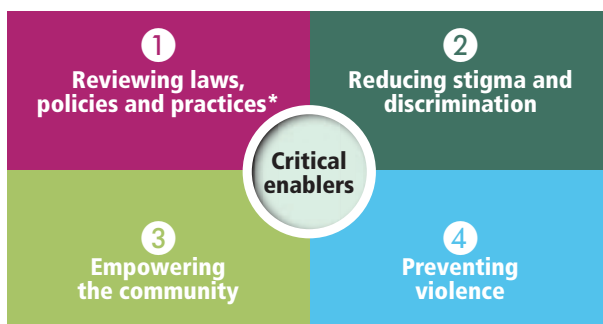 1
Reviewing laws,
policies and practices*
2
Reducing stigma and
discrimination
Critical
enablers
3
Empowering
the community
4
Preventing
violence